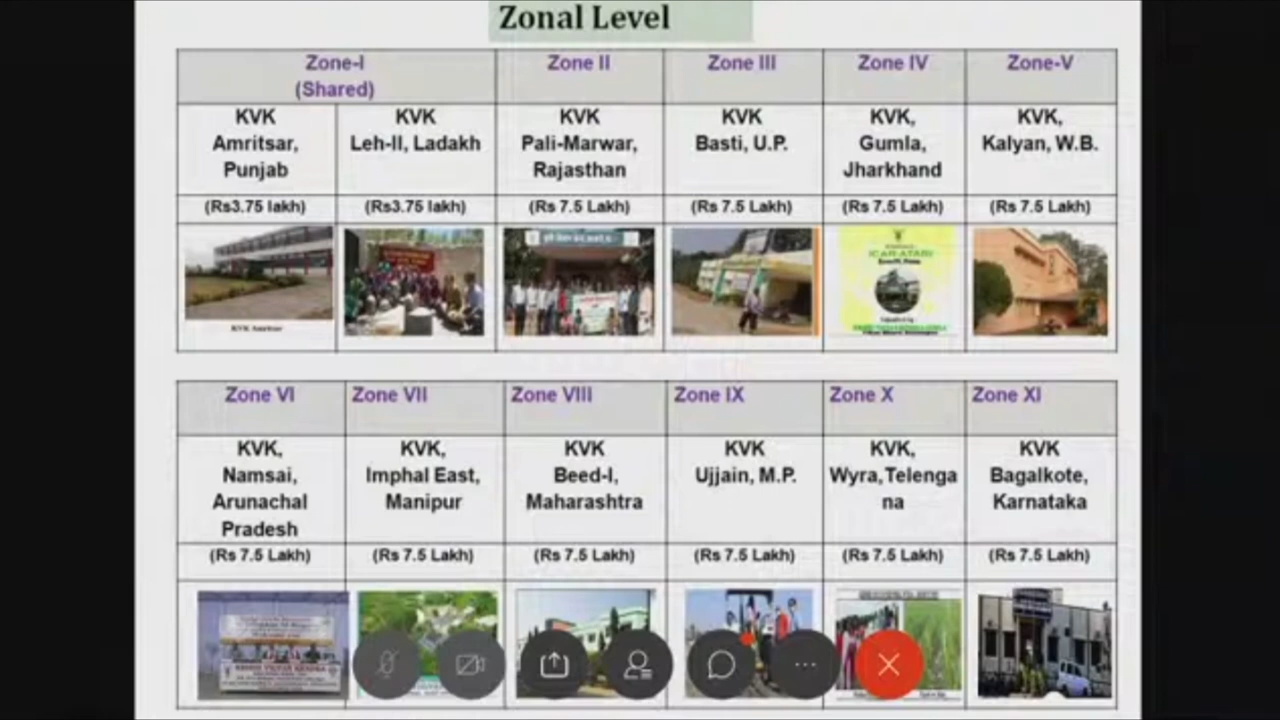 Zonal Level
Zone-I
(Shared)
Zone II
Zone III
Zone IV
Zone-V
KVK
Amritsar,
Punjab
KVK
Leh-II, Ladakh
KVK
Pali-Marwar,
Rajasthan
KVK
Basti, U.P.
KVK,
Gumla,
Jharkhand
KVK,
Kalyan, W.B.
(Rs3.75 lakh)
(Rs3.75 lakh)
(Rs 7.5 Lakh)
(Rs 7.5 Lakh)
(Rs 7.5 Lakh)
(Rs 7.5 Lakh)
KVK Amritsar
ICAR-ATARI
Zone VI
Zone VII
Zone VIII
Zone IX
Zone X
Zone XI
KVK,
Namsai,
Arunachal
Pradesh
KVK,
Imphal East,
Manipur
KVK
Beed-I,
Maharashtra
KVK
Ujjain, M.P.
KVK,
Wyra,Telenga
na
KVK
Bagalkote,
Karnataka
(Rs 7.5 Lakh)
(Rs 7.5 Lakh)
(Rs 7.5 Lakh)
(Rs 7.5 Lakh)
(Rs 7.5 Lakh)
(Rs 7.5 Lakh)